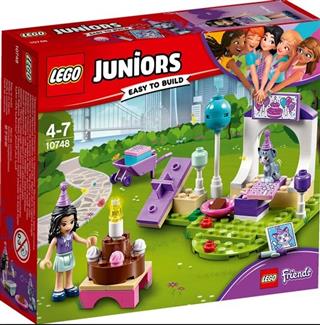 LEGO
JUNIORS
EASY TO BUILD
4-7
10748
LEGO
Friends